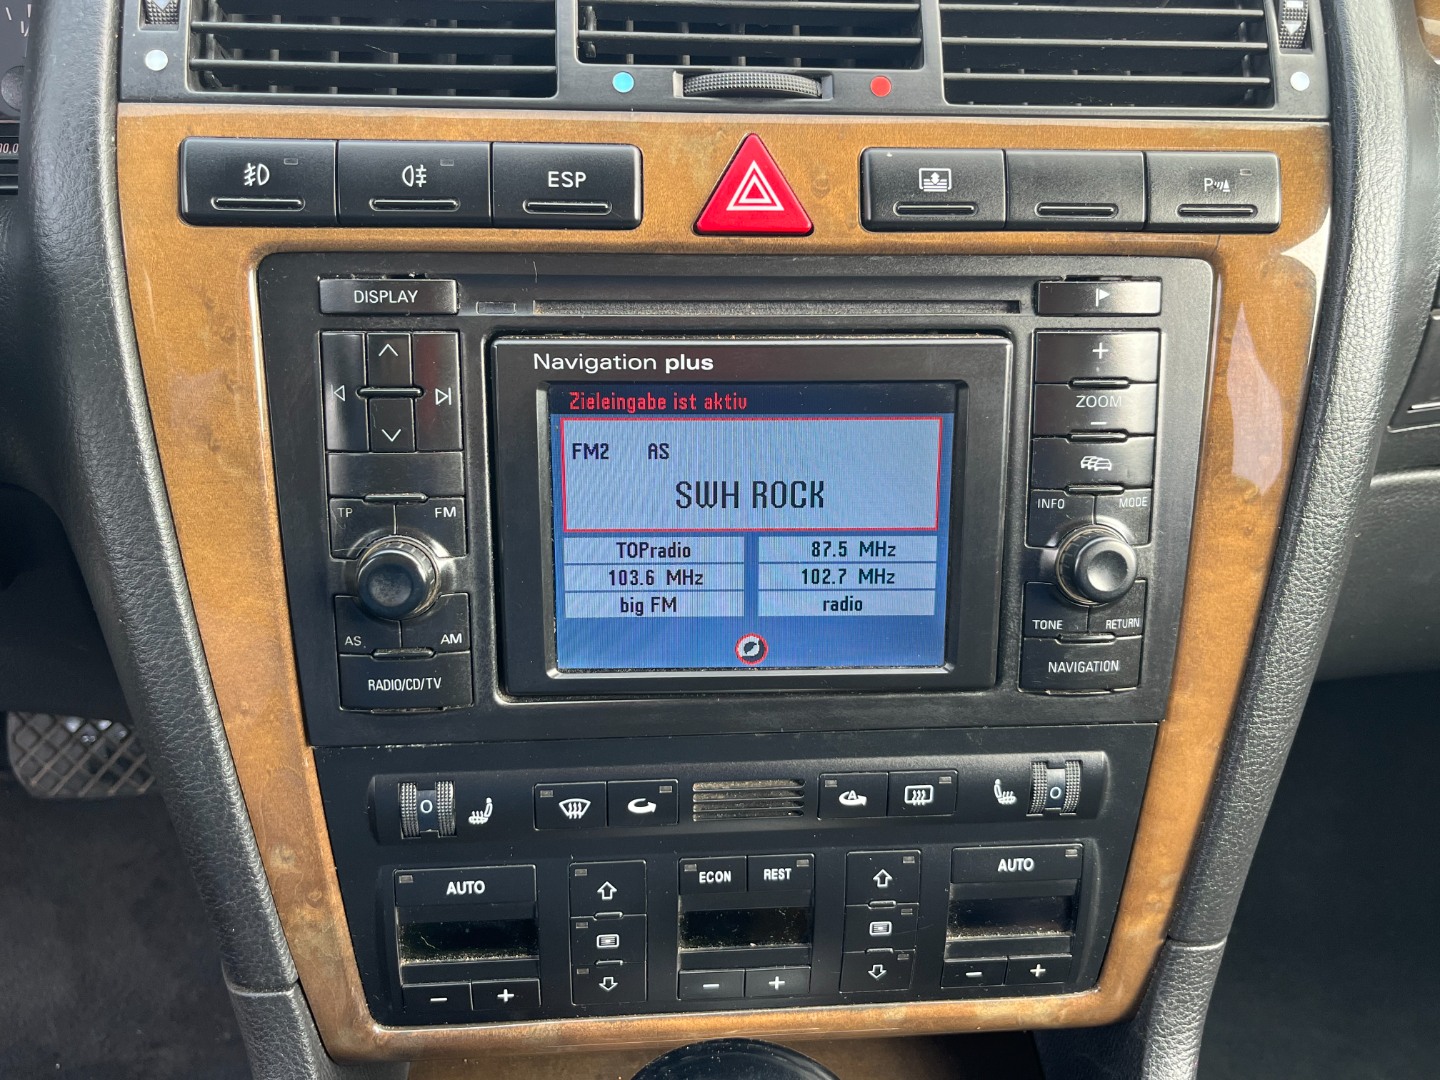 ESP
P
DISPLAY
Navigation plus
Zieleingabe ist aktiv
FM2 AS
SWH ROCK
TOPradio 87.5 MHz
103.6 MHz 102.7 MHz
big FM radio
+
ZOOM
−
TP FM
INFO MODE
AS AM
TONE RETURN
RADIO/CD/TV
NAVIGATION
O
A
O
AUTO
ECON REST
AUTO
− +
− +
− +